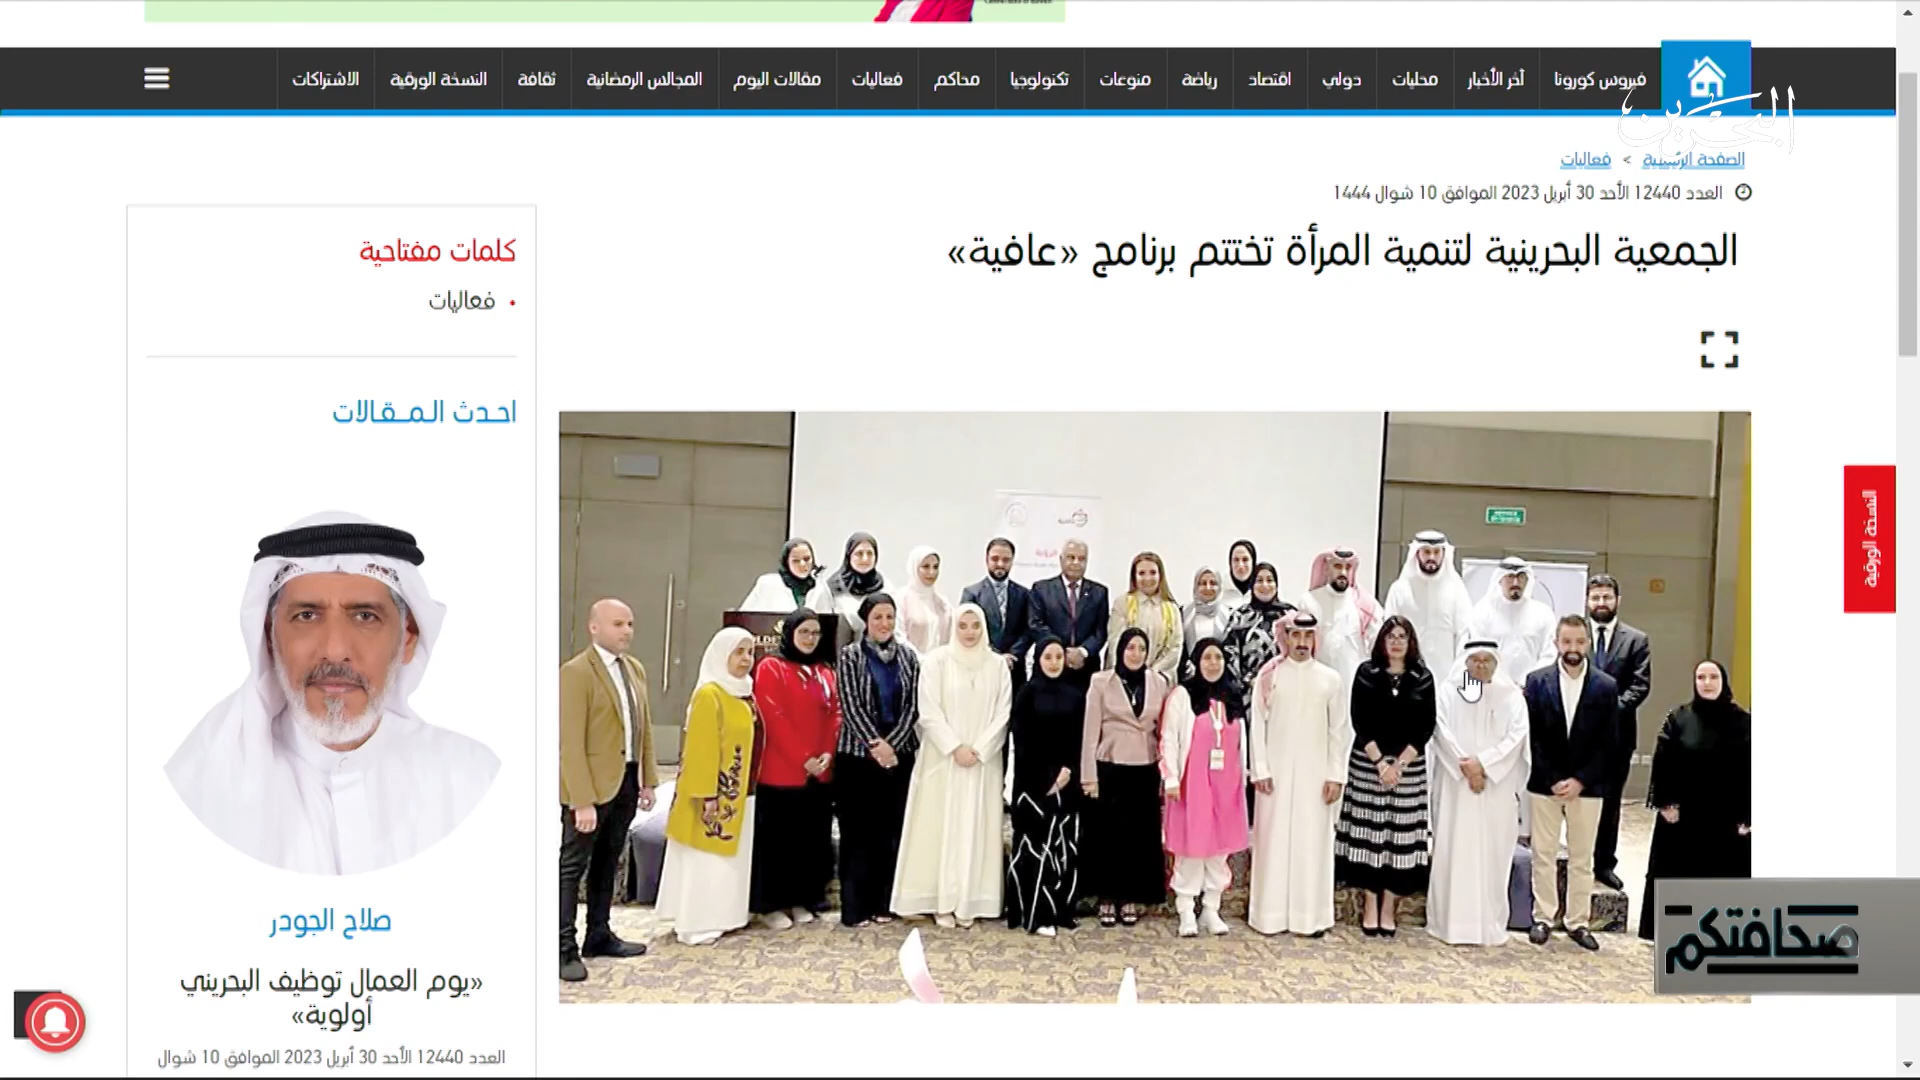 فيروس كورونا
آخر الأخبار
محليات
دولي
اقتصاد
رياضة
منوعات
تكنولوجيا
محاكم
فعاليات
مقالات اليوم
المجالس الرمضانية
ثقافة
النسخة الورقية
الاشتراكات
البحرين
الصفحة الرئيسية > فعاليات
العدد 12440 الأحد 30 أبريل 2023 الموافق 10 شوال 1444
الجمعية البحرينية لتنمية المرأة تختتم برنامج «عافية»
كلمات مفتاحية
• فعاليات
احـدث الـمـقـالات
صلاح الجودر
«يوم العمال توظيف البحريني
أولوية»
العدد 12440 الأحد 30 أبريل 2023 الموافق 10 شوال
النسخة الورقية
صحافتكم